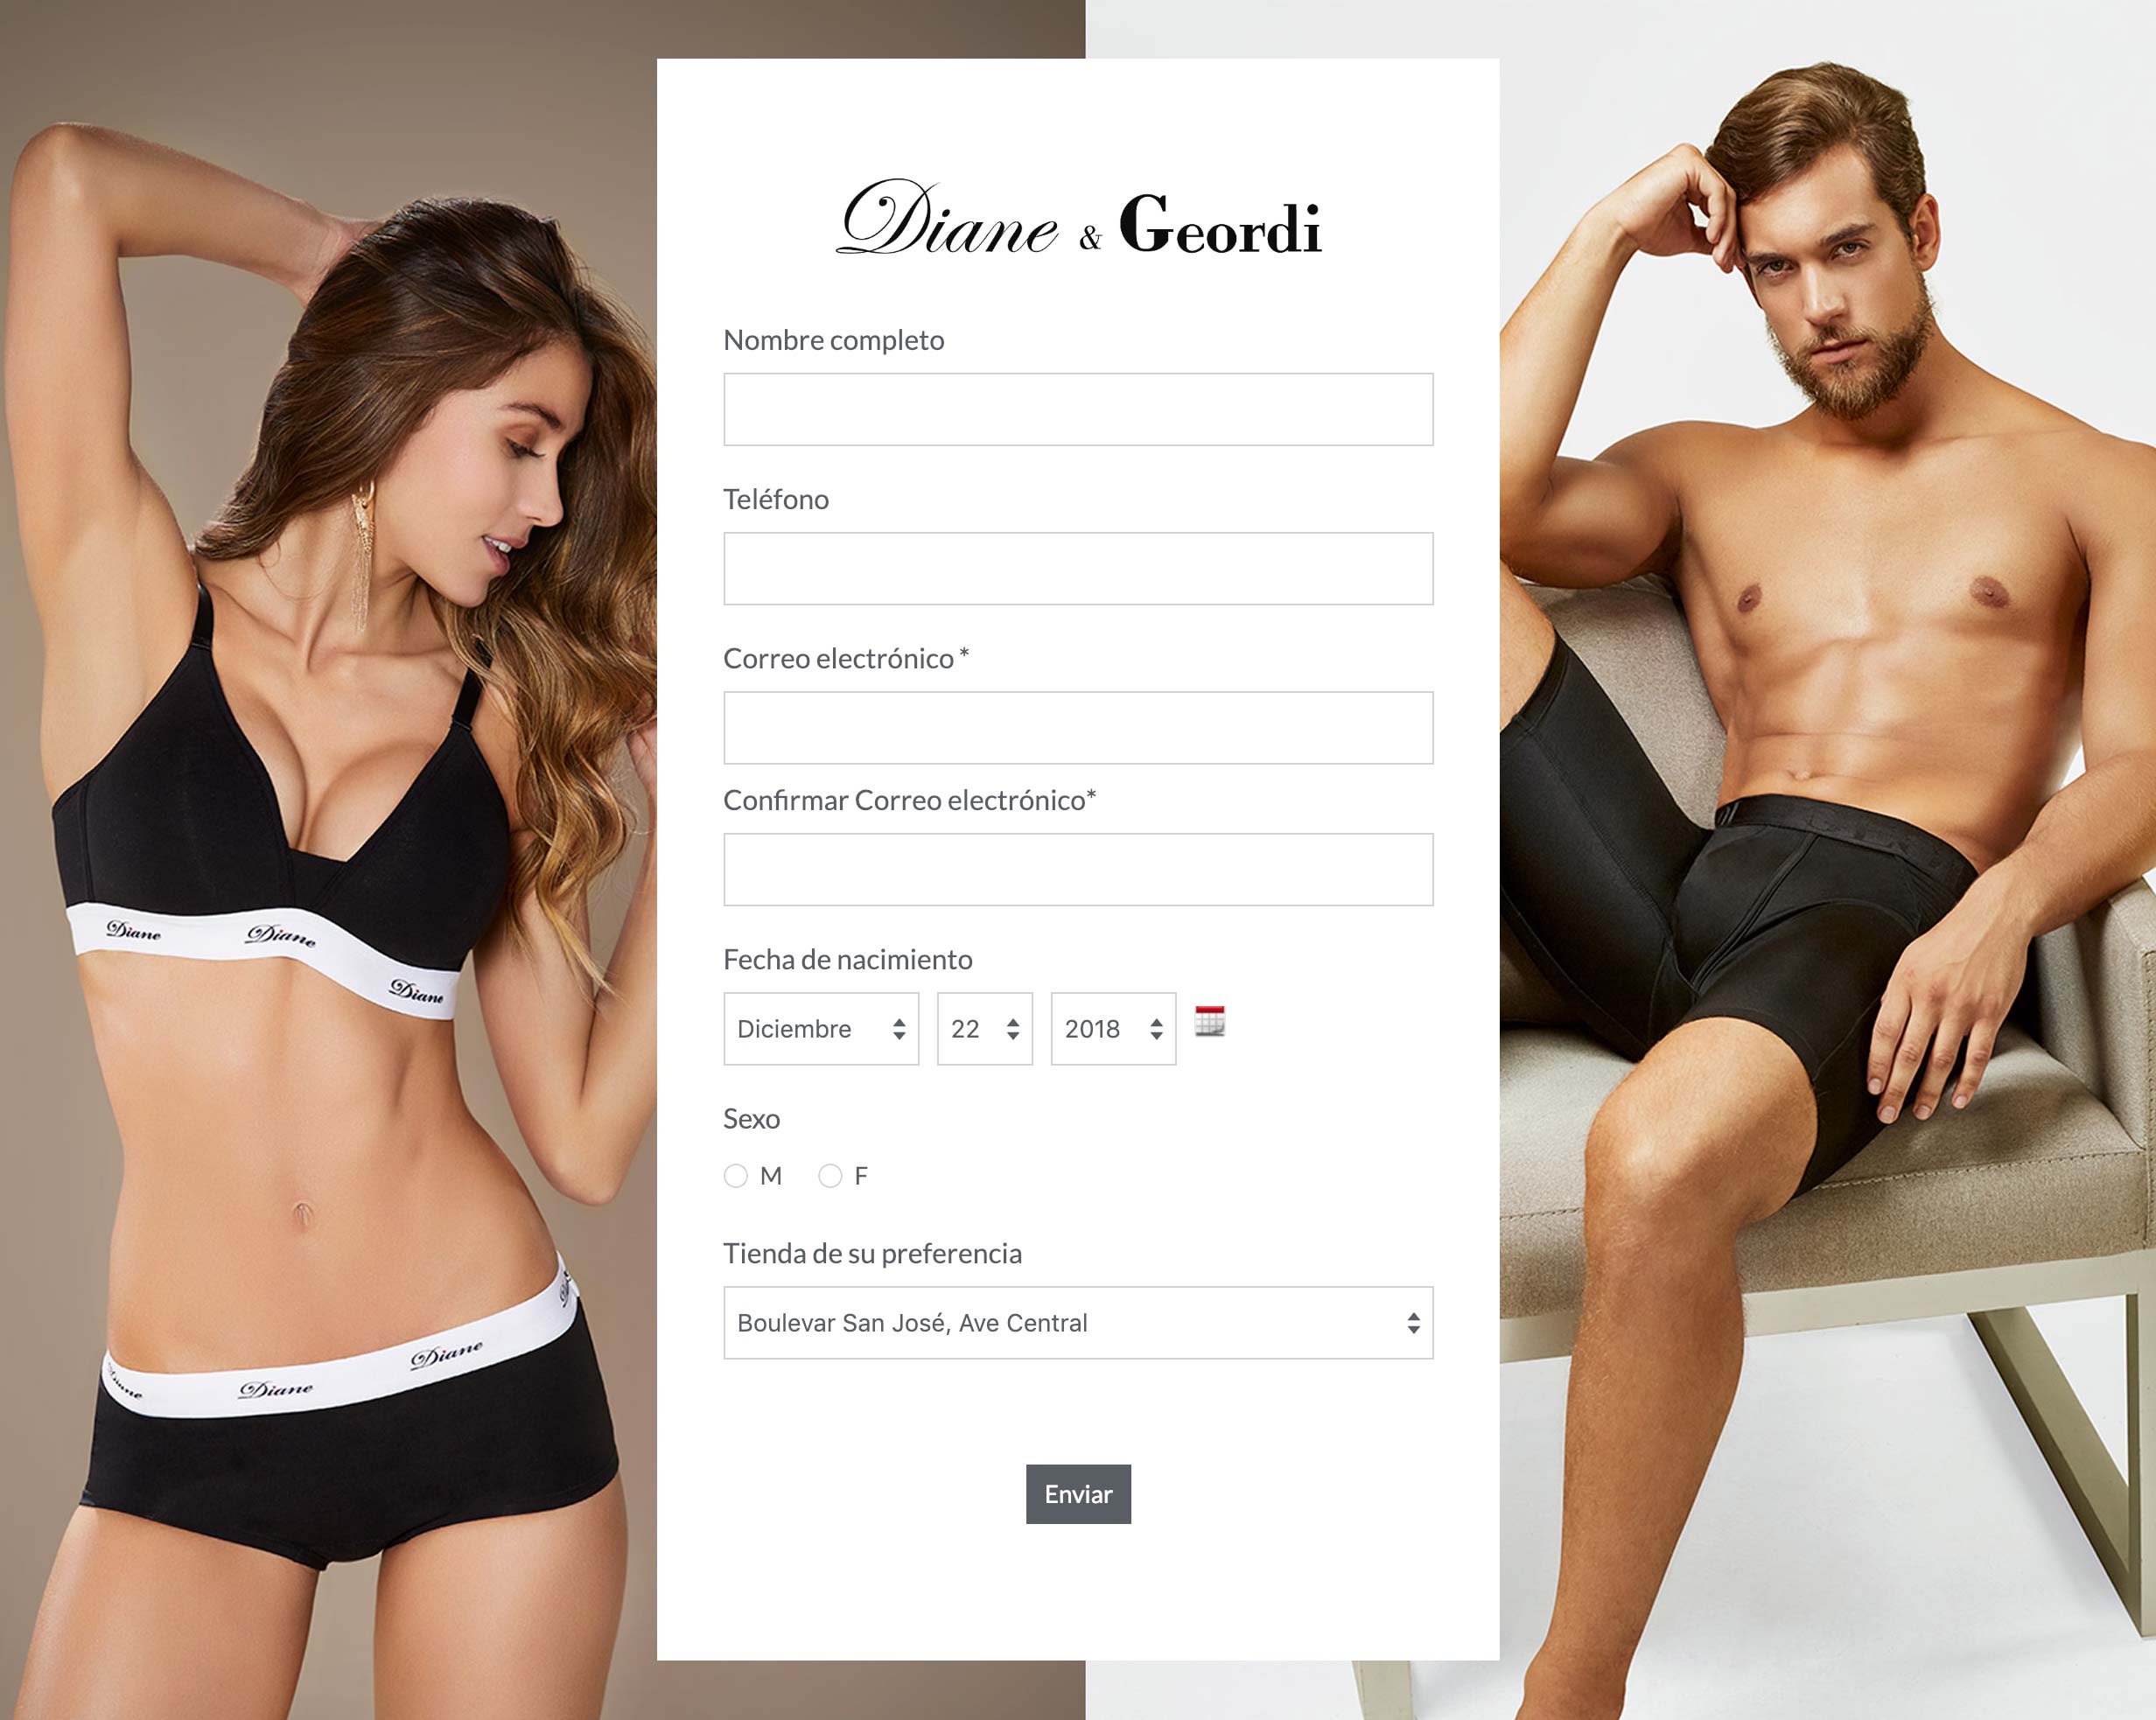 Diane & Geordi
Nombre completo
Teléfono
Correo electrónico *
Confirmar Correo electrónico*
Fecha de nacimiento
Diciembre 22 2018
Sexo
M F
Tienda de su preferencia
Boulevar San José, Ave Central
Enviar
Diane Diane Diane
Diane Diane Diane